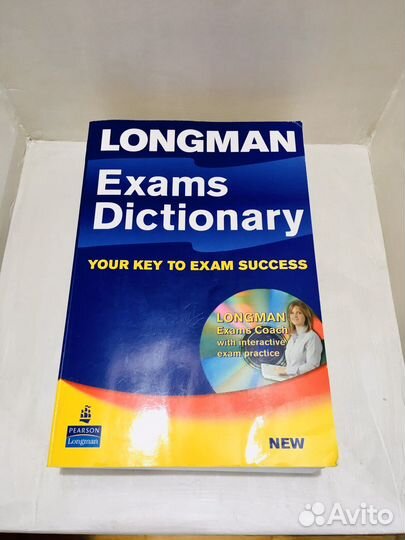 LONGMAN
Exams
Dictionary
YOUR KEY TO EXAM SUCCESS
LONGMAN
Exams Coach
with interactive
exam practice
PEARSON
Longman
NEW
Avito